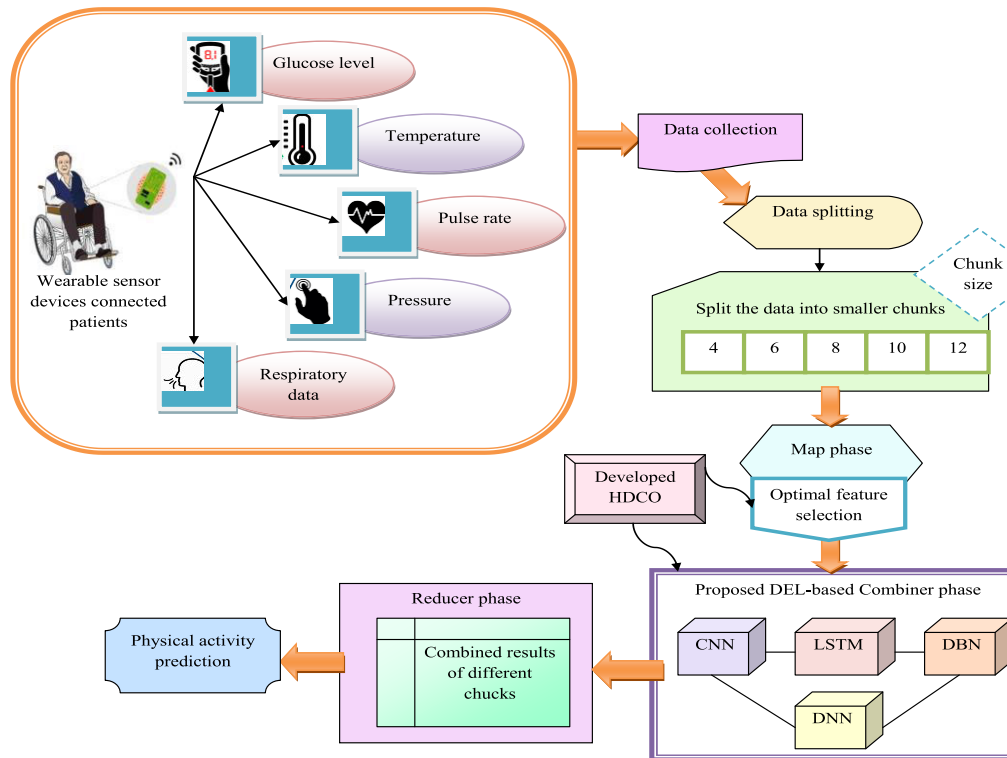 8.1
Glucose level
Temperature
Pulse rate
Pressure
Respiratory
data
Wearable sensor
devices connected
patients
Data collection
Data splitting
Chunk
size
Split the data into smaller chunks
4 6 8 10 12
Map phase
Optimal feature
selection
Developed
HDCO
Proposed DEL-based Combiner phase
CNN LSTM DBN
DNN
Reducer phase
Combined results
of different
chucks
Physical activity
prediction